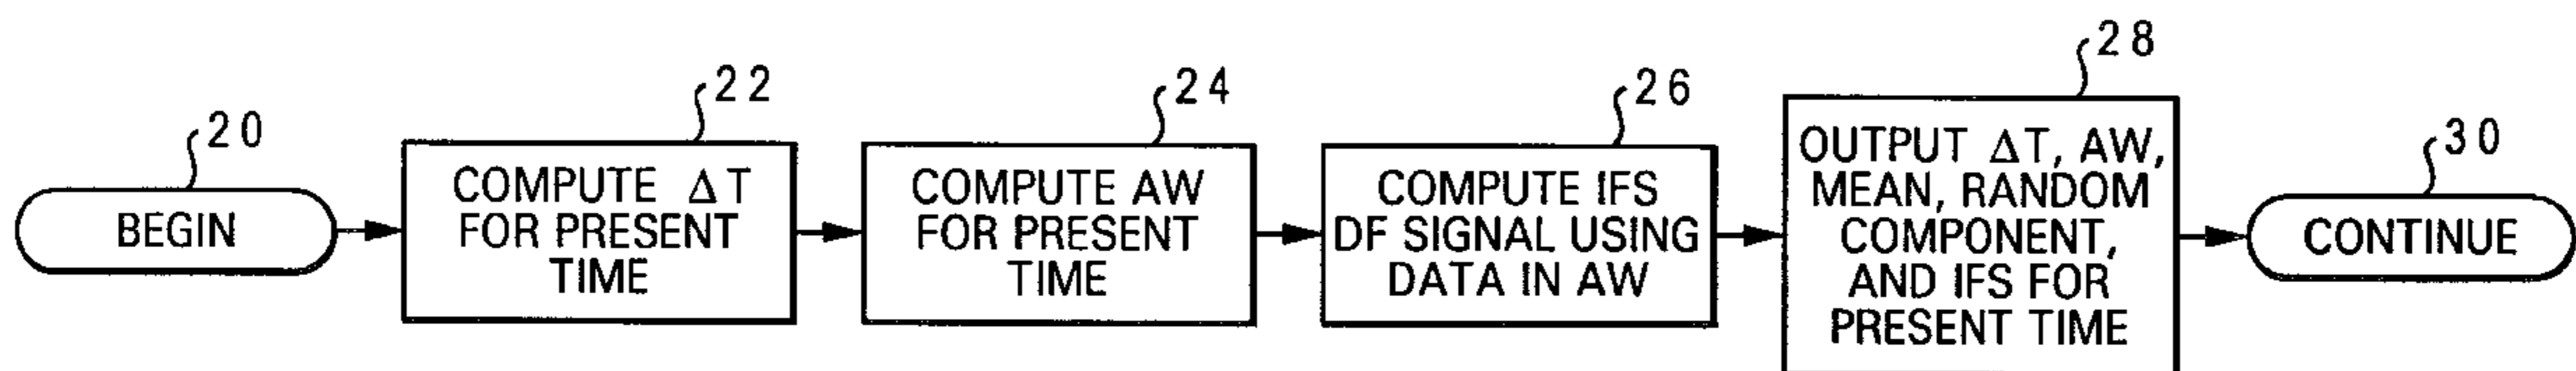 20
BEGIN
22
COMPUTE ΔT
FOR PRESENT
TIME
24
COMPUTE AW
FOR PRESENT
TIME
26
COMPUTE IFS
DF SIGNAL USING
DATA IN AW
28
OUTPUT ΔT, AW,
MEAN, RANDOM
COMPONENT,
AND IFS FOR
PRESENT TIME
30
CONTINUE